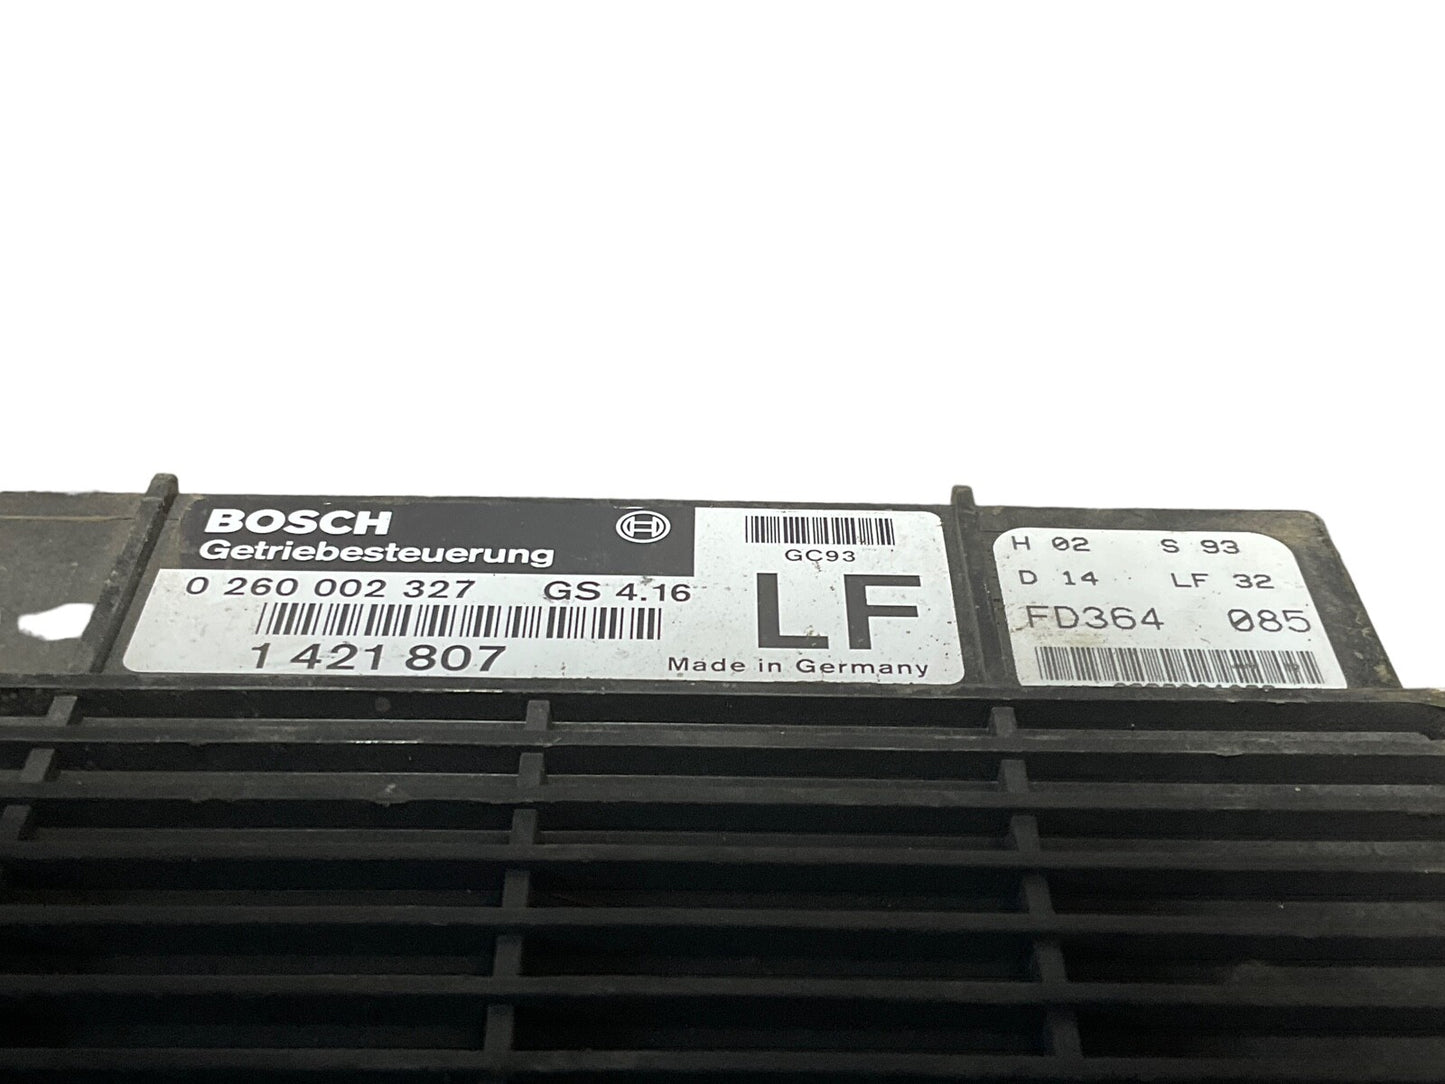 BOSCH
Getriebesteuerung
0 260 002 327 GS 4.16
1 421 807
GC93
LF
Made in Germany
H 02 S 93
D 14 LF 32
FD364 085